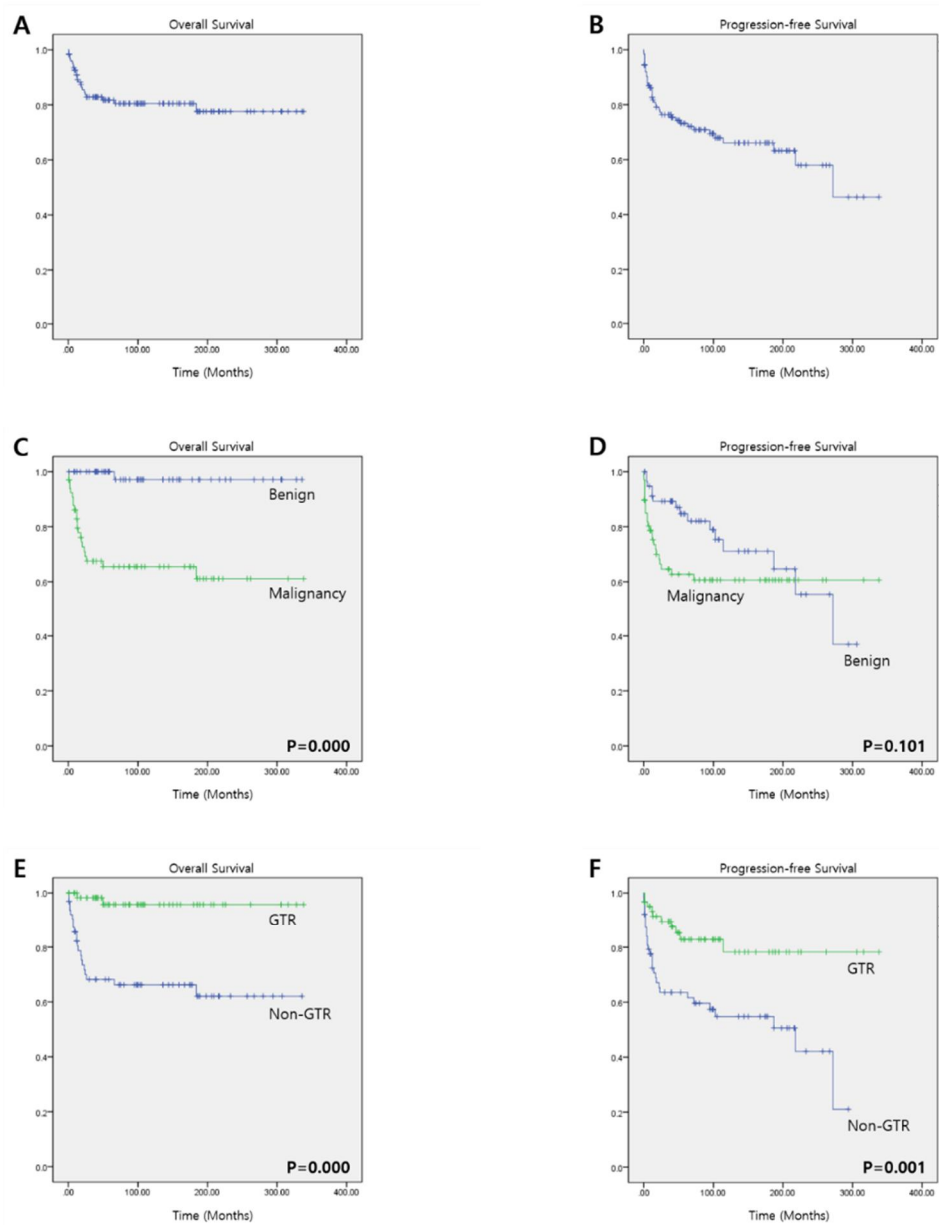 A
Overall Survival
1.0
0.8
0.6
0.4
0.2
0.0
.00 100.00 200.00 300.00 400.00
Time (Months)
B
Progression-free Survival
1.0
0.8
0.6
0.4
0.2
0.0
.00 100.00 200.00 300.00 400.00
Time (Months)
C
Overall Survival
1.0
0.8
0.6
0.4
0.2
0.0
Benign
Malignancy
P=0.000
.00 100.00 200.00 300.00 400.00
Time (Months)
D
Progression-free Survival
1.0
0.8
0.6
0.4
0.2
0.0
Malignancy
Benign
P=0.101
.00 100.00 200.00 300.00 400.00
Time (Months)
E
Overall Survival
1.0
0.8
0.6
0.4
0.2
0.0
GTR
Non-GTR
P=0.000
.00 100.00 200.00 300.00 400.00
Time (Months)
F
Progression-free Survival
1.0
0.8
0.6
0.4
0.2
0.0
GTR
Non-GTR
P=0.001
.00 100.00 200.00 300.00 400.00
Time (Months)